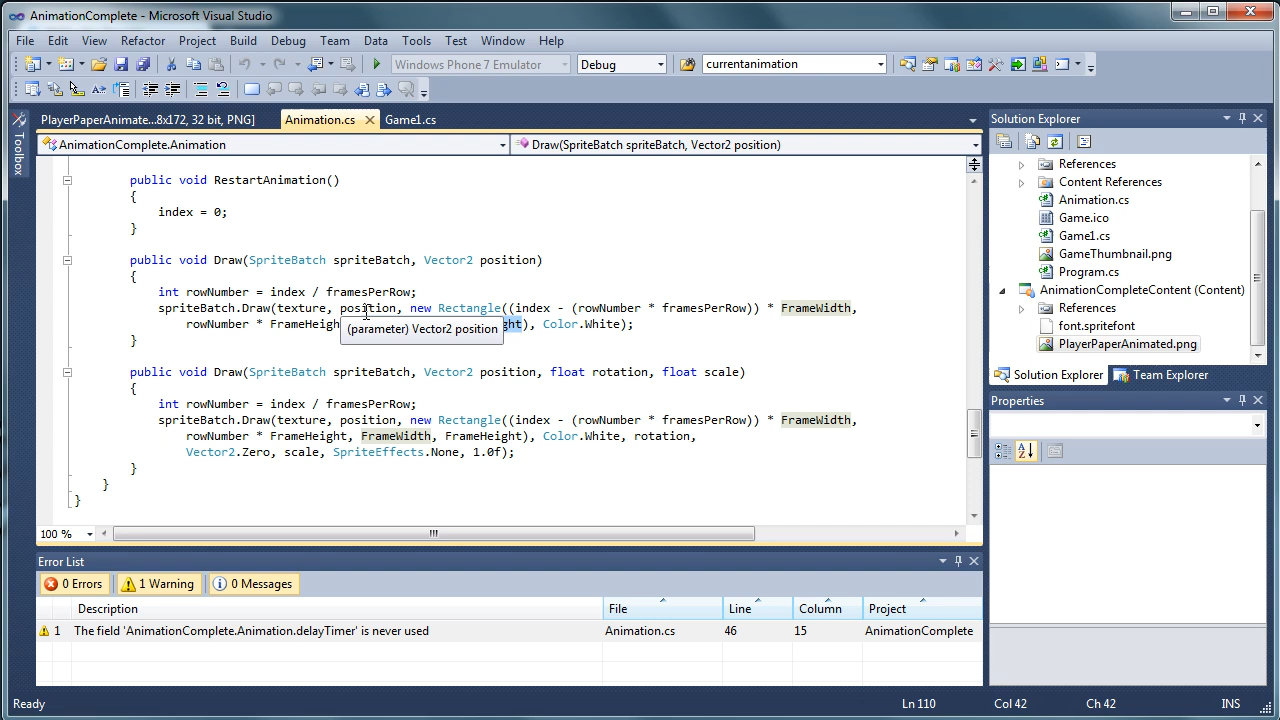 AnimationComplete - Microsoft Visual Studio
File Edit View Refactor Project Build Debug Team Data Tools Test Window Help
Windows Phone 7 Emulator Debug currentanimation
PlayerPaperAnimate...8x172, 32 bit, PNG] Animation.cs Game1.cs
Toolbox
AnimationComplete.Animation Draw(SpriteBatch spriteBatch, Vector2 position)
public void RestartAnimation()
{
index = 0;
}
public void Draw(SpriteBatch spriteBatch, Vector2 position)
{
int rowNumber = index / framesPerRow;
spriteBatch.Draw(texture, position, new Rectangle((index - (rowNumber * framesPerRow)) * FrameWidth,
rowNumber * FrameHeigh ght), Color.White);
(parameter) Vector2 position
}
public void Draw(SpriteBatch spriteBatch, Vector2 position, float rotation, float scale)
{
int rowNumber = index / framesPerRow;
spriteBatch.Draw(texture, position, new Rectangle((index - (rowNumber * framesPerRow)) * FrameWidth,
rowNumber * FrameHeight, FrameWidth, FrameHeight), Color.White, rotation,
Vector2.Zero, scale, SpriteEffects.None, 1.0f);
}
}
}
100 %
Solution Explorer
References
Content References
Animation.cs
Game.ico
Game1.cs
GameThumbnail.png
Program.cs
AnimationCompleteContent (Content)
References
font.spritefont
PlayerPaperAnimated.png
Solution Explorer Team Explorer
Properties
Error List
0 Errors 1 Warning 0 Messages
Description File Line Column Project
1 The field 'AnimationComplete.Animation.delayTimer' is never used Animation.cs 46 15 AnimationComplete
Ready Ln 110 Col 42 Ch 42 INS